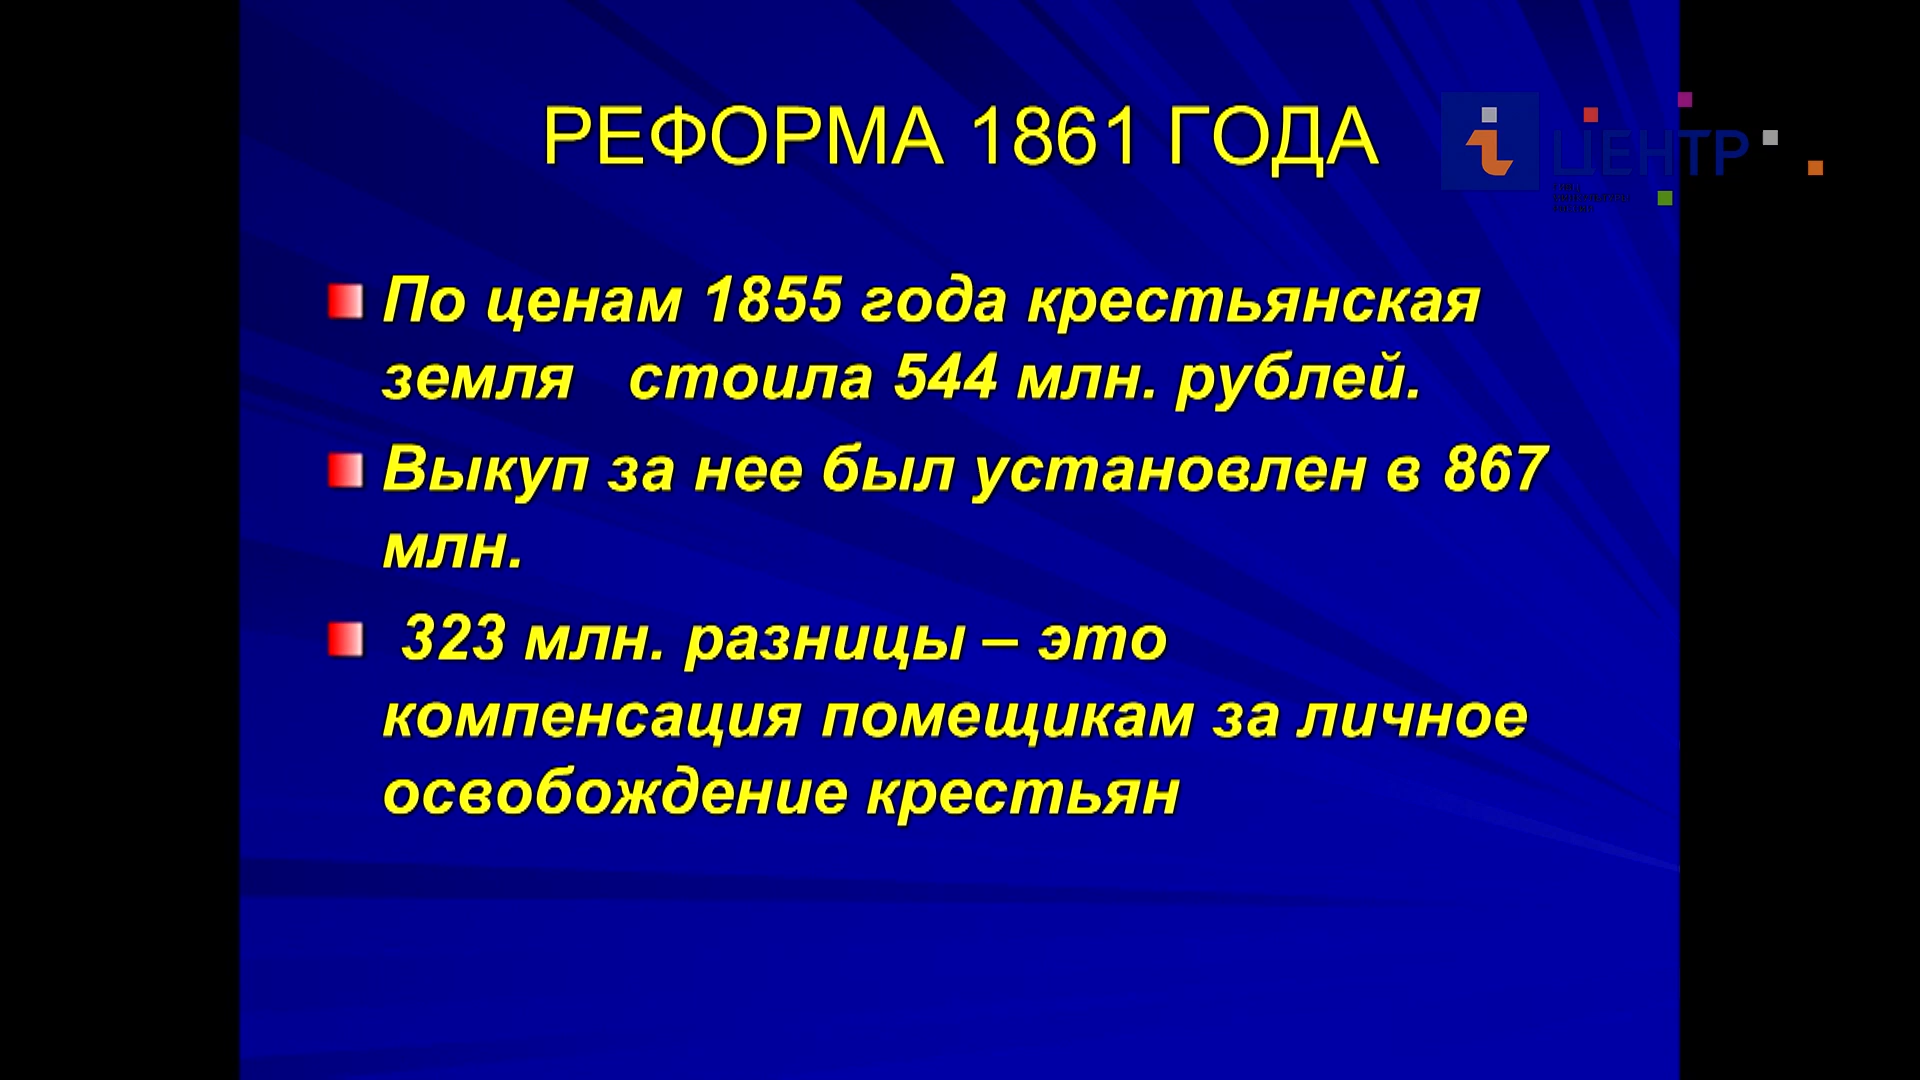 РЕФОРМА 1861 ГОДА
ЦЕНТР
По ценам 1855 года крестьянская
земля стоила 544 млн. рублей.
Выкуп за нее был установлен в 867
млн.
323 млн. разницы – это
компенсация помещикам за личное
освобождение крестьян